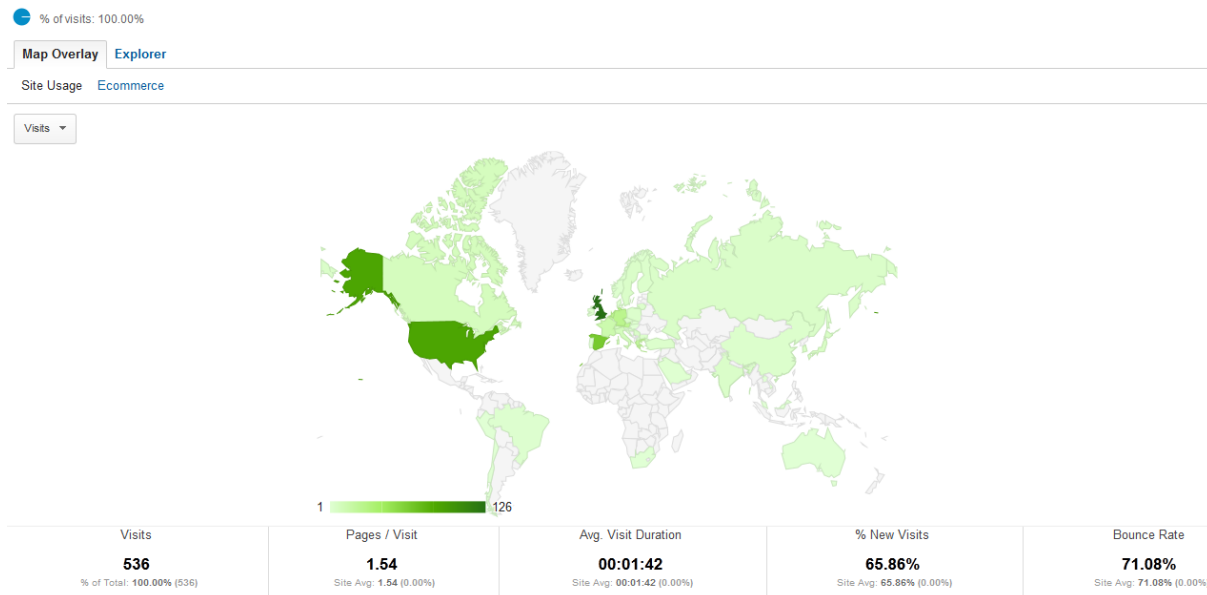 % of visits: 100.00%
Map Overlay Explorer
Site Usage Ecommerce
Visits
1 126
Visits Pages / Visit Avg. Visit Duration % New Visits Bounce Rate
536 1.54 00:01:42 65.86% 71.08%
% of Total: 100.00% (536) Site Avg: 1.54 (0.00%) Site Avg: 00:01:42 (0.00%) Site Avg: 65.86% (0.00%) Site Avg: 71.08% (0.00%